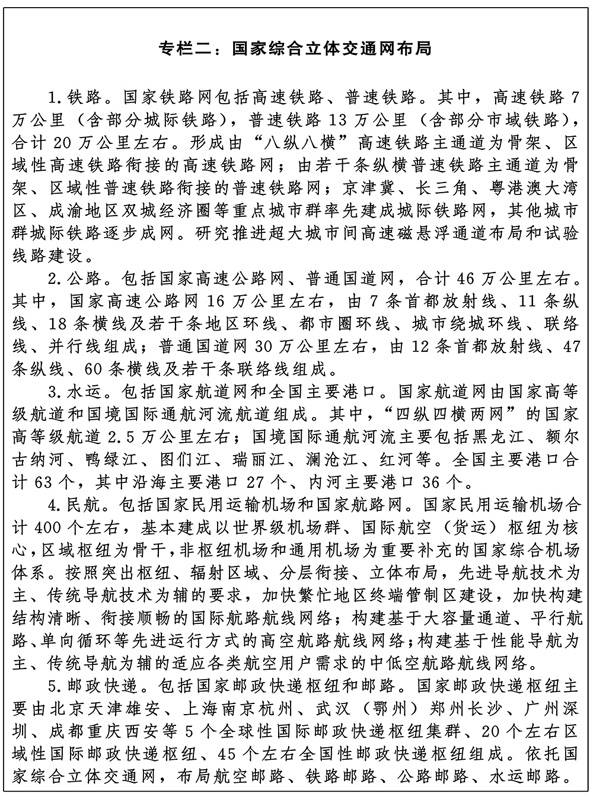 专栏二：国家综合立体交通网布局
1.铁路。国家铁路网包括高速铁路、普速铁路。其中，高速铁路 7
万公里（含部分城际铁路），普速铁路 13 万公里（含部分市域铁路），
合计 20 万公里左右。形成由“八纵八横”高速铁路主通道为骨架、区
域性高速铁路衔接的高速铁路网；由若干条纵横普速铁路主通道为骨
架、区域性普速铁路衔接的普速铁路网；京津冀、长三角、粤港澳大湾
区、成渝地区双城经济圈等重点城市群率先建成城际铁路网，其他城市
群城际铁路逐步成网。研究推进超大城市间高速磁悬浮通道布局和试验
线路建设。
2.公路。包括国家高速公路网、普通国道网，合计 46 万公里左右。
其中，国家高速公路网 16 万公里左右，由 7 条首都放射线、11 条纵
线、18 条横线及若干条地区环线、都市圈环线、城市绕城环线、联络
线、并行线组成；普通国道网 30 万公里左右，由 12 条首都放射线、47
条纵线、60 条横线及若干条联络线组成。
3.水运。包括国家航道网和全国主要港口。国家航道网由国家高等
级航道和国境国际通航河流航道组成。其中，“四纵四横两网”的国家
高等级航道 2.5 万公里左右；国境国际通航河流主要包括黑龙江、额尔
古纳河、鸭绿江、图们江、瑞丽江、澜沧江、红河等。全国主要港口合
计 63 个，其中沿海主要港口 27 个、内河主要港口 36 个。
4.民航。包括国家民用运输机场和国家航路网。国家民用运输机场合
计 400 个左右，基本建成以世界级机场群、国际航空（货运）枢纽为核
心，区域枢纽为骨干，非枢纽机场和通用机场为重要补充的国家综合机场
体系。按照突出枢纽、辐射区域、分层衔接、立体布局，先进导航技术为
主、传统导航技术为辅的要求，加快繁忙地区终端管制区建设，加快构建
结构清晰、衔接顺畅的国际航路航线网络；构建基于大容量通道、平行航
路、单向循环等先进运行方式的高空航路航线网络；构建基于性能导航为
主、传统导航为辅的适应各类航空用户需求的中低空航路航线网络。
5.邮政快递。包括国家邮政快递枢纽和邮路。国家邮政快递枢纽主
要由北京天津雄安、上海南京杭州、武汉（鄂州）郑州长沙、广州深
圳、成都重庆西安等 5 个全球性国际邮政快递枢纽集群、20 个左右区
域性国际邮政快递枢纽、45 个左右全国性邮政快递枢纽组成。依托国
家综合立体交通网，布局航空邮路、铁路邮路、公路邮路、水运邮路。